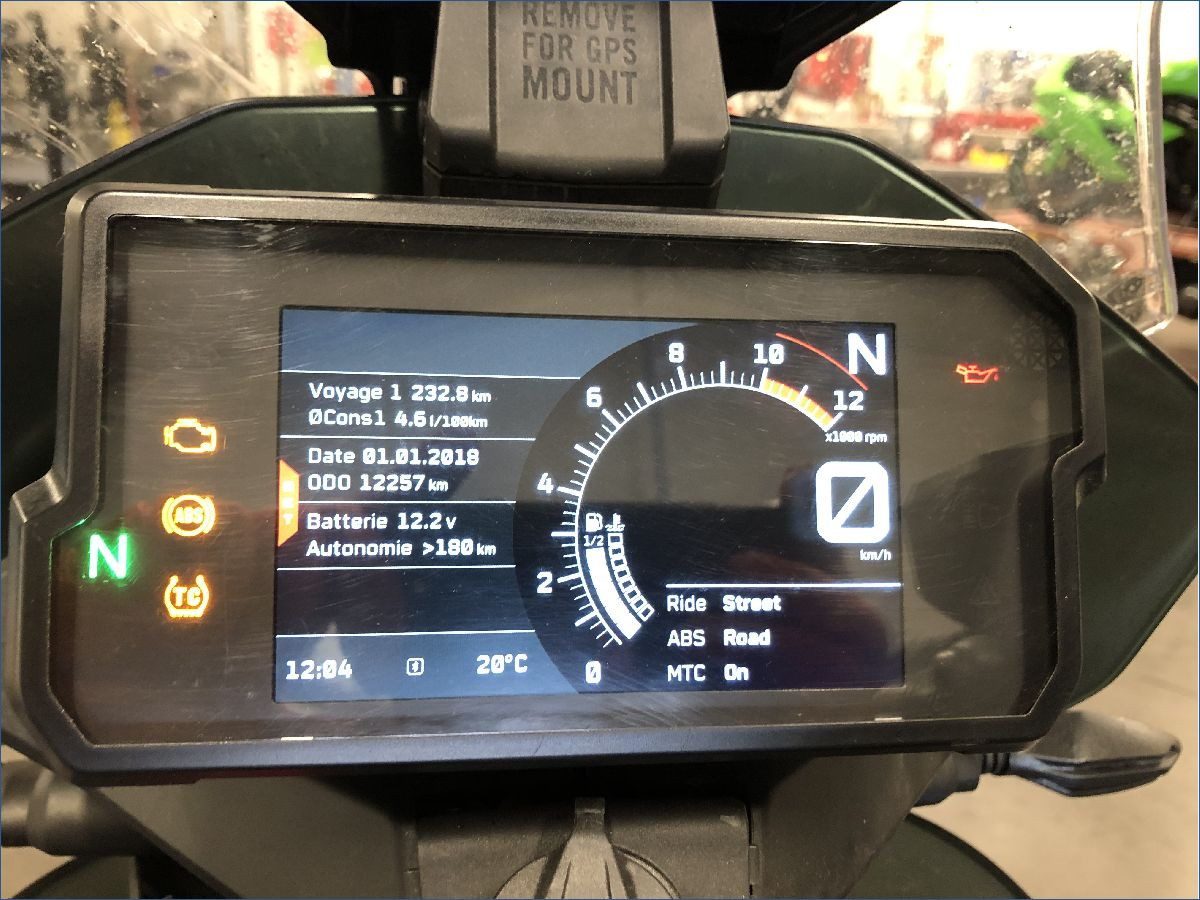 REMOVE
FOR GPS
MOUNT
Voyage 1 232.8 km
ØCons1 4.6 l/100km
Date 01.01.2018
ODO 12257 km
Batterie 12.2 v
Autonomie >180 km
12:04
20°C
0
2
4
6
8
10
12
N
x1000 rpm
1/2
0
km/h
Ride Street
ABS Road
MTC On
ABS
N
TC